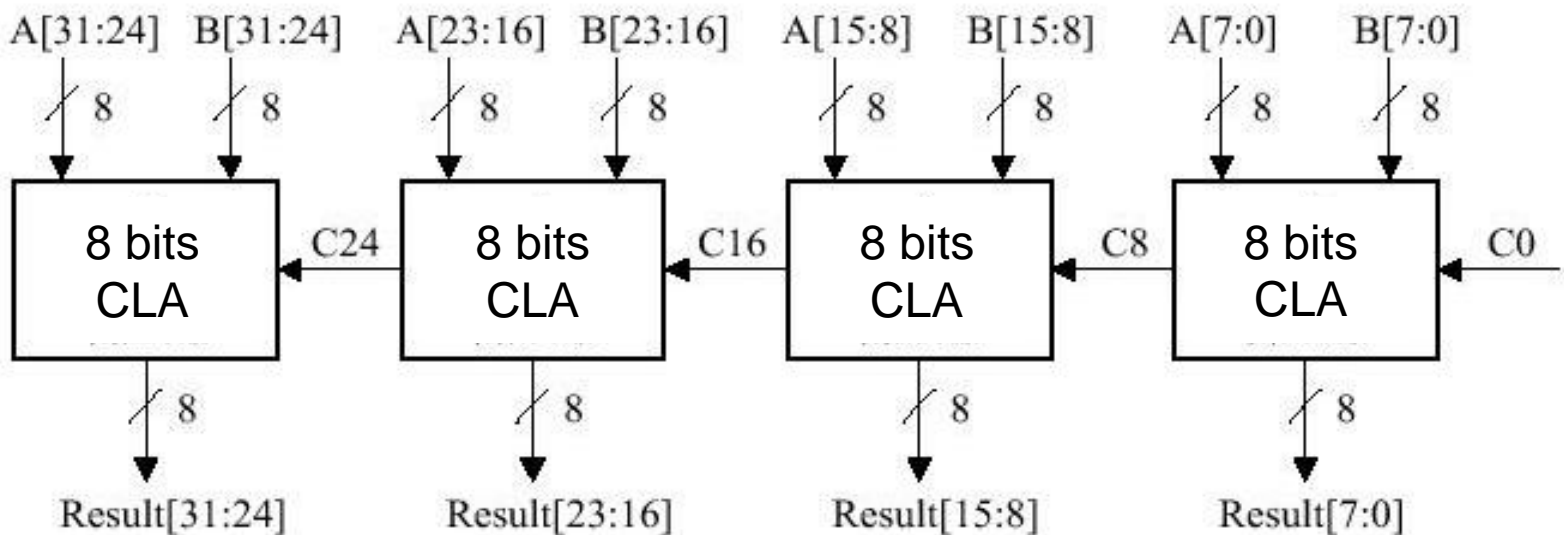 A[31:24] B[31:24] A[23:16] B[23:16] A[15:8] B[15:8] A[7:0] B[7:0]
8 8 8 8 8 8 8 8
8 bits C24 8 bits C16 8 bits C8 8 bits C0
CLA CLA CLA CLA
8 8 8 8
Result[31:24] Result[23:16] Result[15:8] Result[7:0]